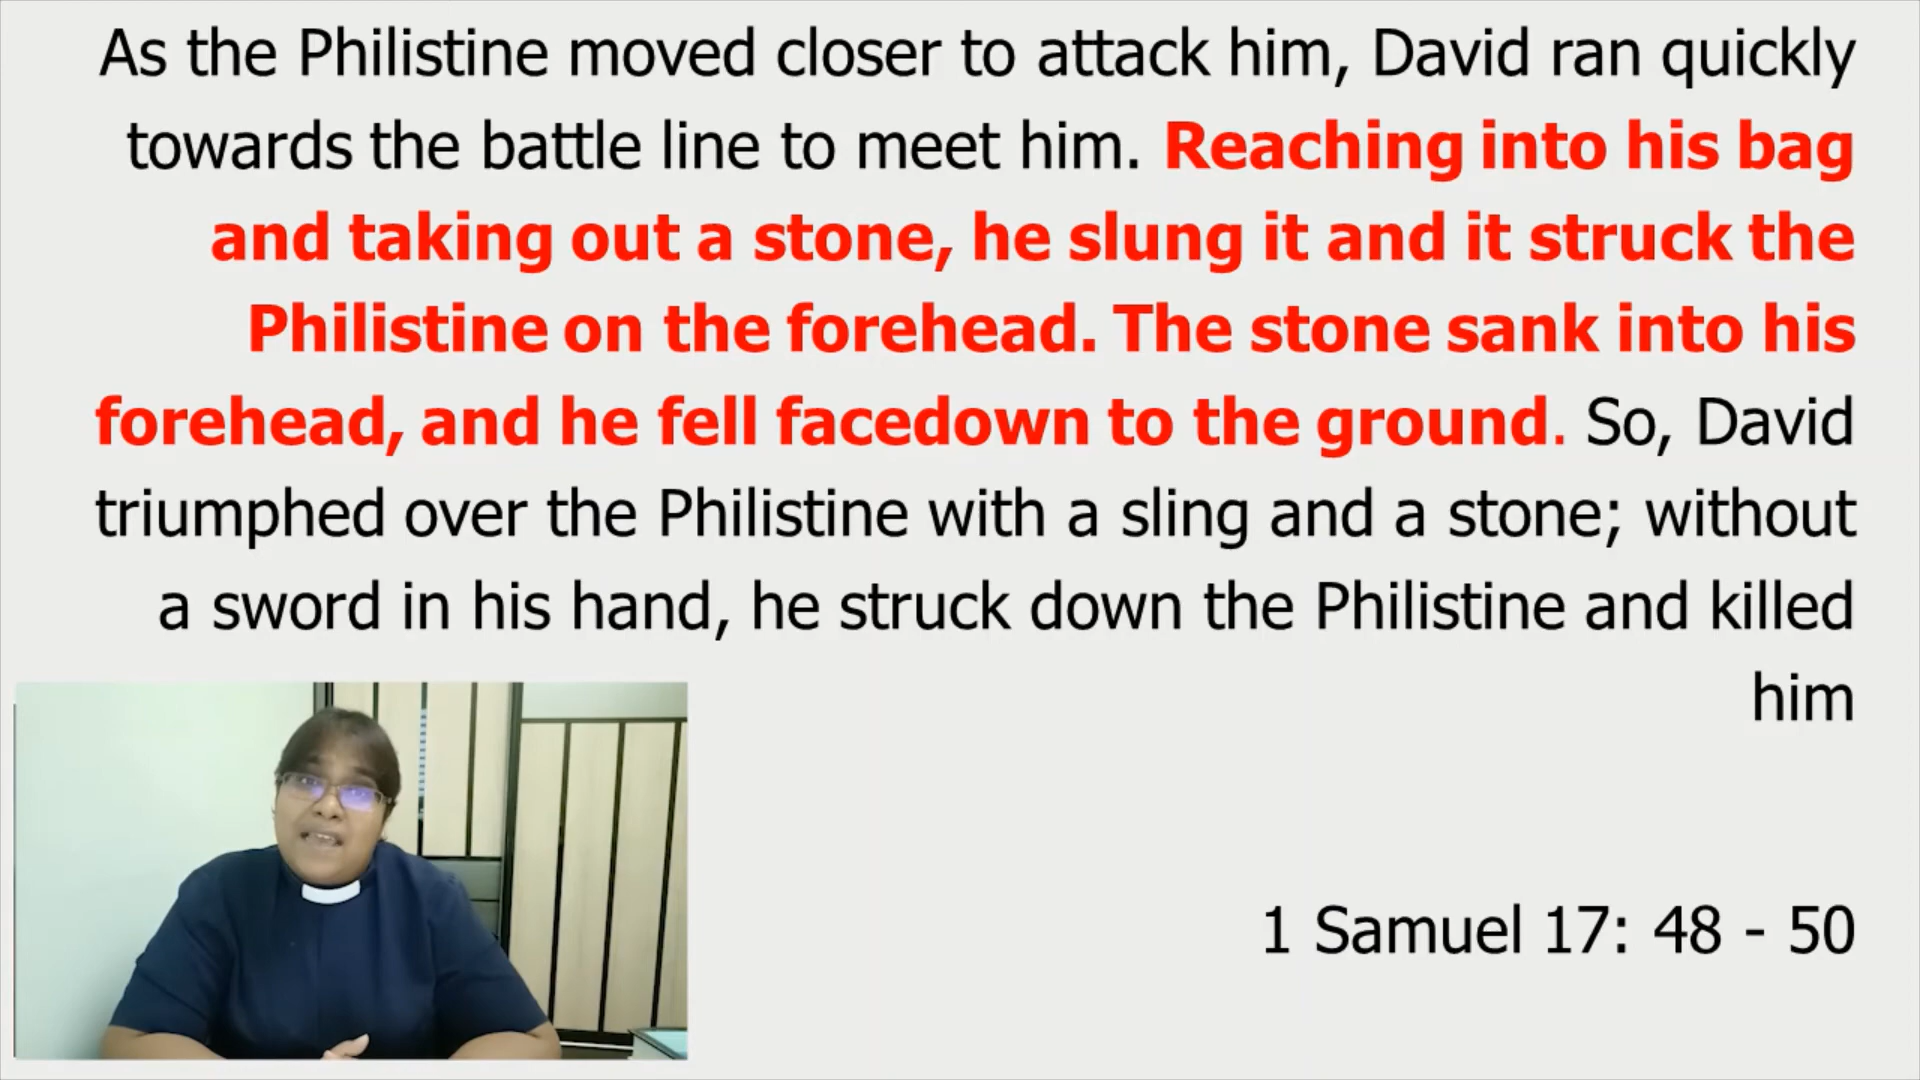 As the Philistine moved closer to attack him, David ran quickly
towards the battle line to meet him. Reaching into his bag
and taking out a stone, he slung it and it struck the
Philistine on the forehead. The stone sank into his
forehead, and he fell facedown to the ground. So, David
triumphed over the Philistine with a sling and a stone; without
a sword in his hand, he struck down the Philistine and killed
him
1 Samuel 17: 48 - 50